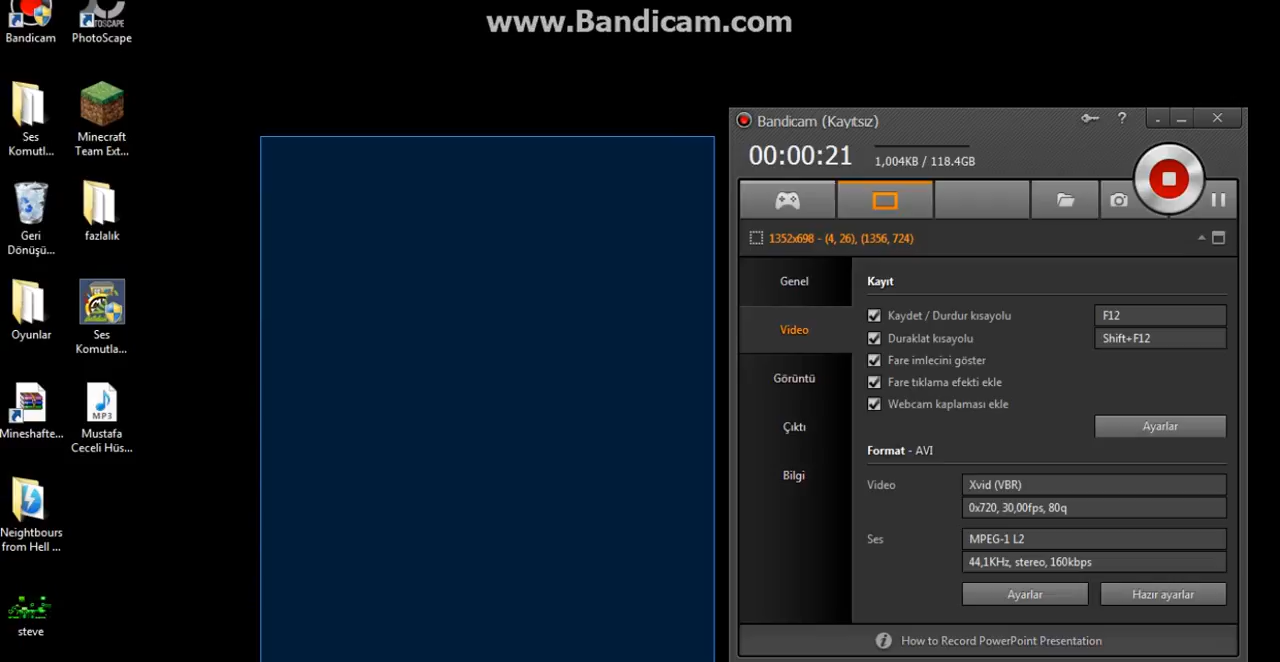 www.Bandicam.com
Bandicam
PhotoScape
Ses
Komutl...
Minecraft
Team Ext...
Geri
Dönüşü...
fazlalık
Oyunlar
Ses
Komutla...
Mineshafte...
MP3
Mustafa
Ceceli Hüs...
Neightbours
from Hell ...
steve
Bandicam (Kayıtsız)
?
00:00:21
1,004KB / 118.4GB
1352x698 - (4, 26), (1356, 724)
Genel
Video
Görüntü
Çıktı
Bilgi
Kayıt
Kaydet / Durdur kısayolu
F12
Duraklat kısayolu
Shift+F12
Fare imlecini göster
Fare tıklama efekti ekle
Webcam kaplaması ekle
Ayarlar
Format - AVI
Video
Xvid (VBR)
0x720, 30,00fps, 80q
Ses
MPEG-1 L2
44,1KHz, stereo, 160kbps
Ayarlar
Hazır ayarlar
How to Record PowerPoint Presentation